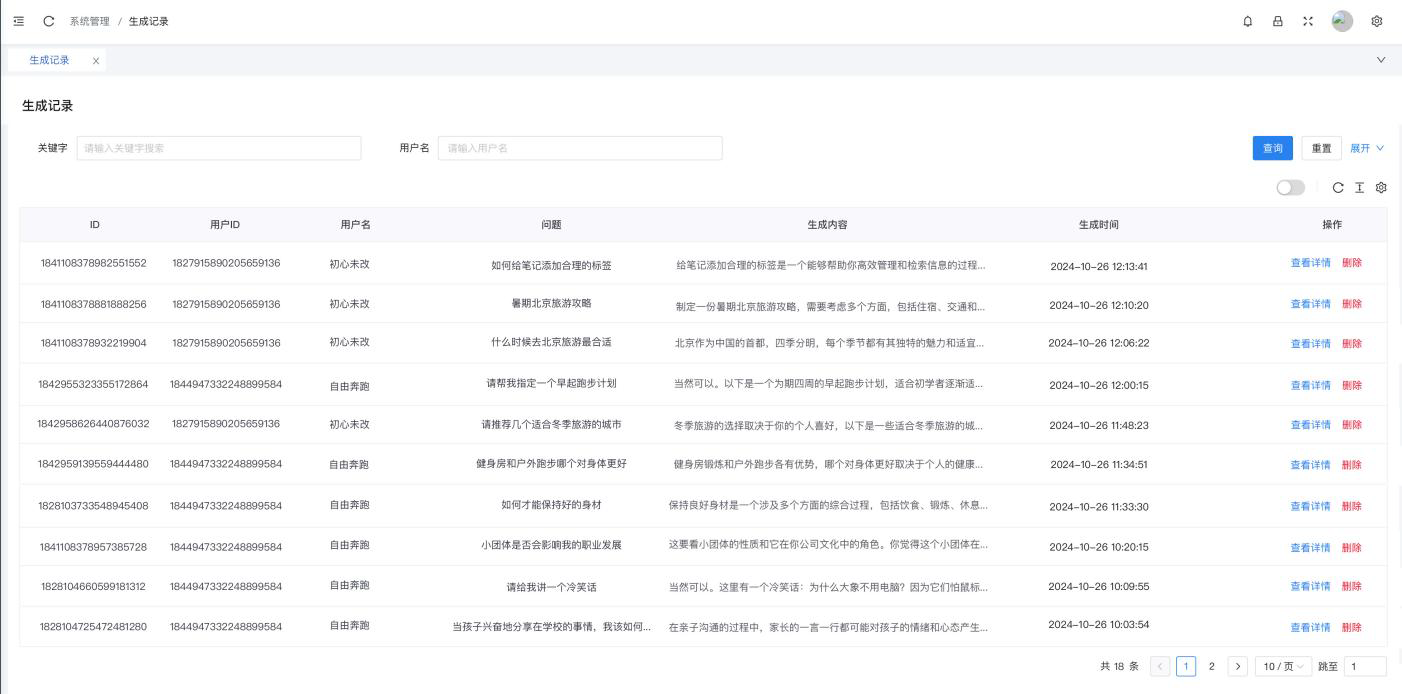 系统管理 / 生成记录
生成记录
生成记录
关键字 请输入关键字搜索 用户名 请输入用户名 查询 重置 展开
ID 用户ID 用户名 问题 生成内容 生成时间 操作
1841108378982551552 1827915890205659136 初心未改 如何给笔记添加合理的标签 给笔记添加合理的标签是一个能够帮助你高效管理和检索信息的过程... 2024-10-26 12:13:41 查看详情 删除
1841108378881888256 1827915890205659136 初心未改 暑期北京旅游攻略 制定一份暑期北京旅游攻略，需要考虑多个方面，包括住宿、交通和... 2024-10-26 12:10:20 查看详情 删除
1841108378932219904 1827915890205659136 初心未改 什么时候去北京旅游最合适 北京作为中国的首都，四季分明，每个季节都有其独特的魅力和适宜... 2024-10-26 12:06:22 查看详情 删除
1842955323355172864 1844947332248899584 自由奔跑 请帮我指定一个早起跑步计划 当然可以。以下是一个为期四周的早起跑步计划，适合初学者逐渐适... 2024-10-26 12:00:15 查看详情 删除
1842958626440876032 1827915890205659136 初心未改 请推荐几个适合冬季旅游的城市 冬季旅游的选择取决于你的个人喜好，以下是一些适合冬季旅游的城... 2024-10-26 11:48:23 查看详情 删除
1842959139559444480 1844947332248899584 自由奔跑 健身房和户外跑步哪个对身体更好 健身房锻炼和户外跑步各有优势，哪个对身体更好取决于个人的健康... 2024-10-26 11:34:51 查看详情 删除
1828103733548945408 1844947332248899584 自由奔跑 如何才能保持好的身材 保持良好身材是一个涉及多个方面的综合过程，包括饮食、锻炼、休息... 2024-10-26 11:33:30 查看详情 删除
1841108378957385728 1844947332248899584 自由奔跑 小团体是否会影响我的职业发展 这要看小团体的性质和它在你公司文化中的角色。你觉得这个小团体在... 2024-10-26 10:20:15 查看详情 删除
1828104660599181312 1844947332248899584 自由奔跑 请给我讲一个冷笑话 当然可以。这里有一个冷笑话：为什么大象不用电脑？因为它们怕鼠标... 2024-10-26 10:09:55 查看详情 删除
1828104725472481280 1844947332248899584 自由奔跑 当孩子兴奋地分享在学校的事情，我该如何... 在亲子沟通的过程中，家长的一言一行都可能对孩子的情绪和心态产生... 2024-10-26 10:03:54 查看详情 删除
共 18 条 1 2 10 / 页 跳至 1